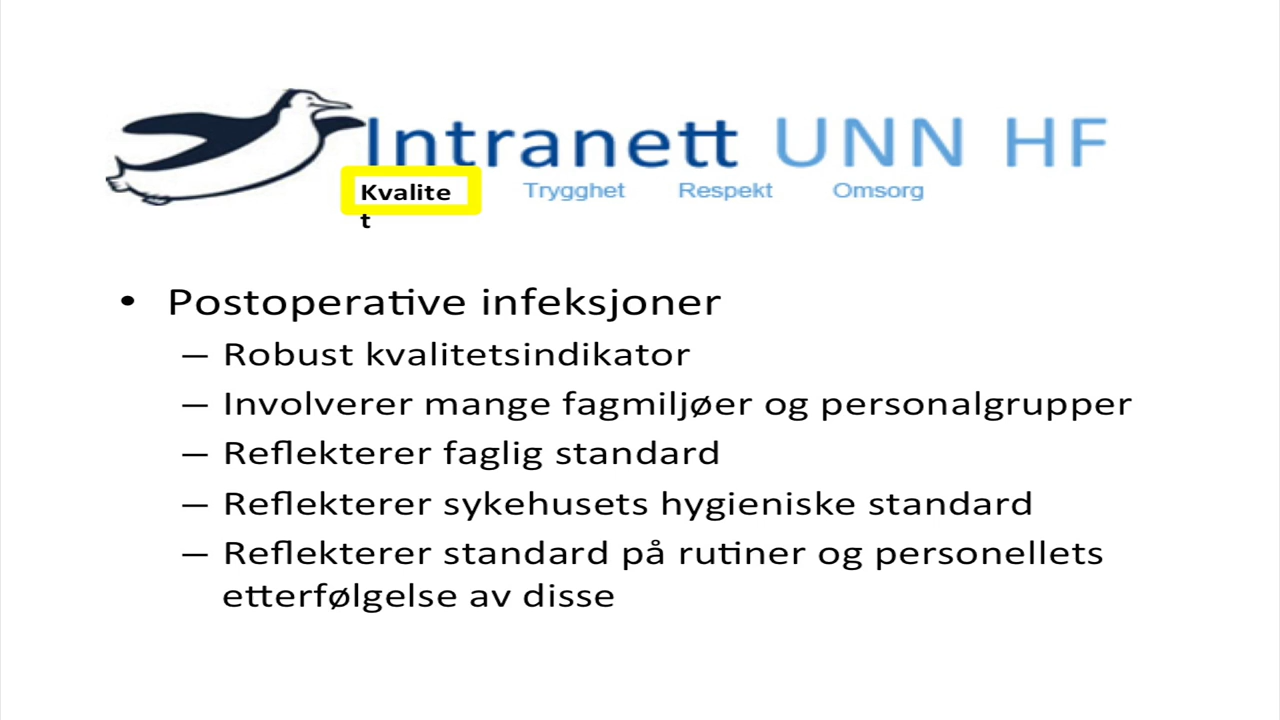 Intranett UNN HF
Kvalite
t
Trygghet Respekt Omsorg
• Postoperative infeksjoner
– Robust kvalitetsindikator
– Involverer mange fagmiljøer og personalgrupper
– Reflekterer faglig standard
– Reflekterer sykehusets hygieniske standard
– Reflekterer standard på rutiner og personellets
etterfølgelse av disse